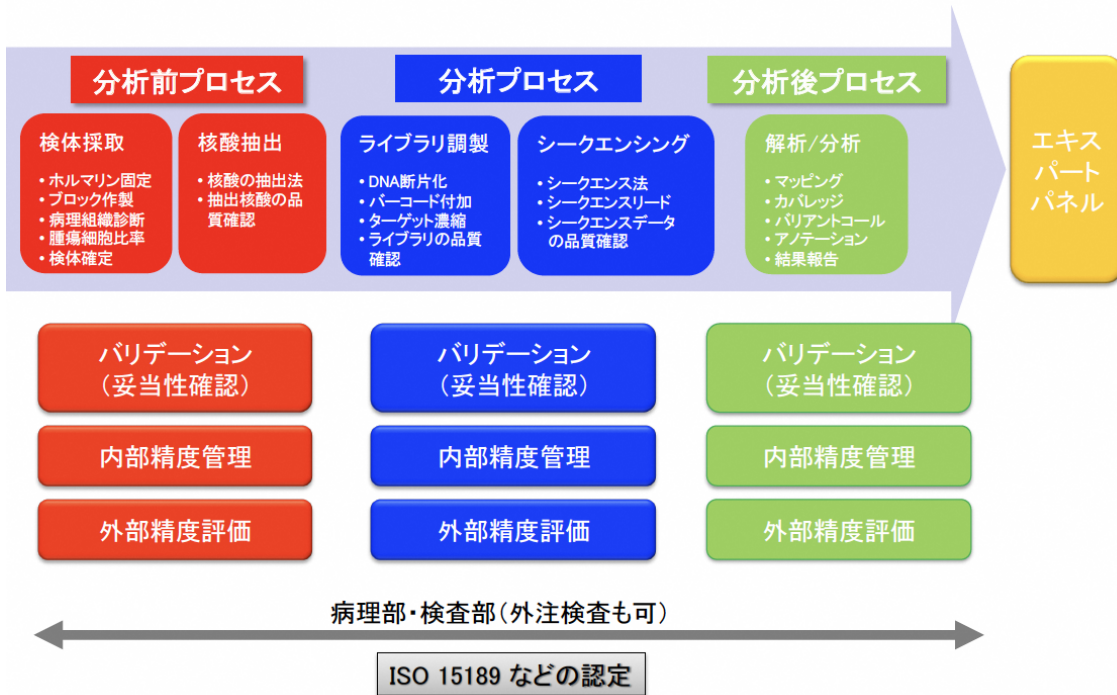 分析前プロセス
分析プロセス
分析後プロセス
検体採取
・ホルマリン固定
・ブロック作製
・病理組織診断
・腫瘍細胞比率
・検体確定
核酸抽出
・核酸の抽出法
・抽出核酸の品
質確認
ライブラリ調製
・DNA断片化
・バーコード付加
・ターゲット濃縮
・ライブラリの品質
確認
シークエンシング
・シークエンス法
・シークエンスリード
・シークエンスデータ
の品質確認
解析/分析
・マッピング
・カバレッジ
・バリアントコール
・アノテーション
・結果報告
エキス
パート
パネル
バリデーション
（妥当性確認）
内部精度管理
外部精度評価
バリデーション
（妥当性確認）
内部精度管理
外部精度評価
バリデーション
（妥当性確認）
内部精度管理
外部精度評価
病理部・検査部（外注検査も可）
ISO 15189 などの認定